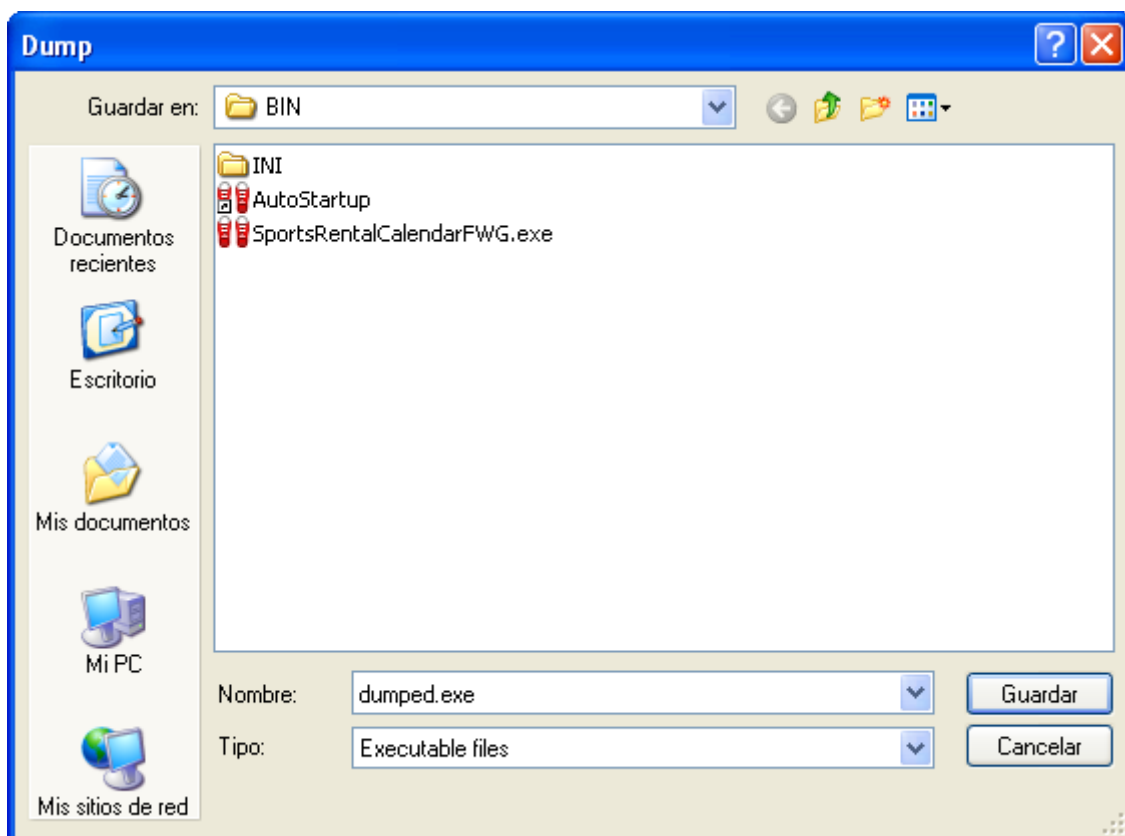 Dump
Guardar en:
BIN
INI
AutoStartup
SportsRentalCalendarFWG.exe
Documentos
recientes
Escritorio
Mis documentos
Mi PC
Mis sitios de red
Nombre:
dumped.exe
Guardar
Tipo:
Executable files
Cancelar